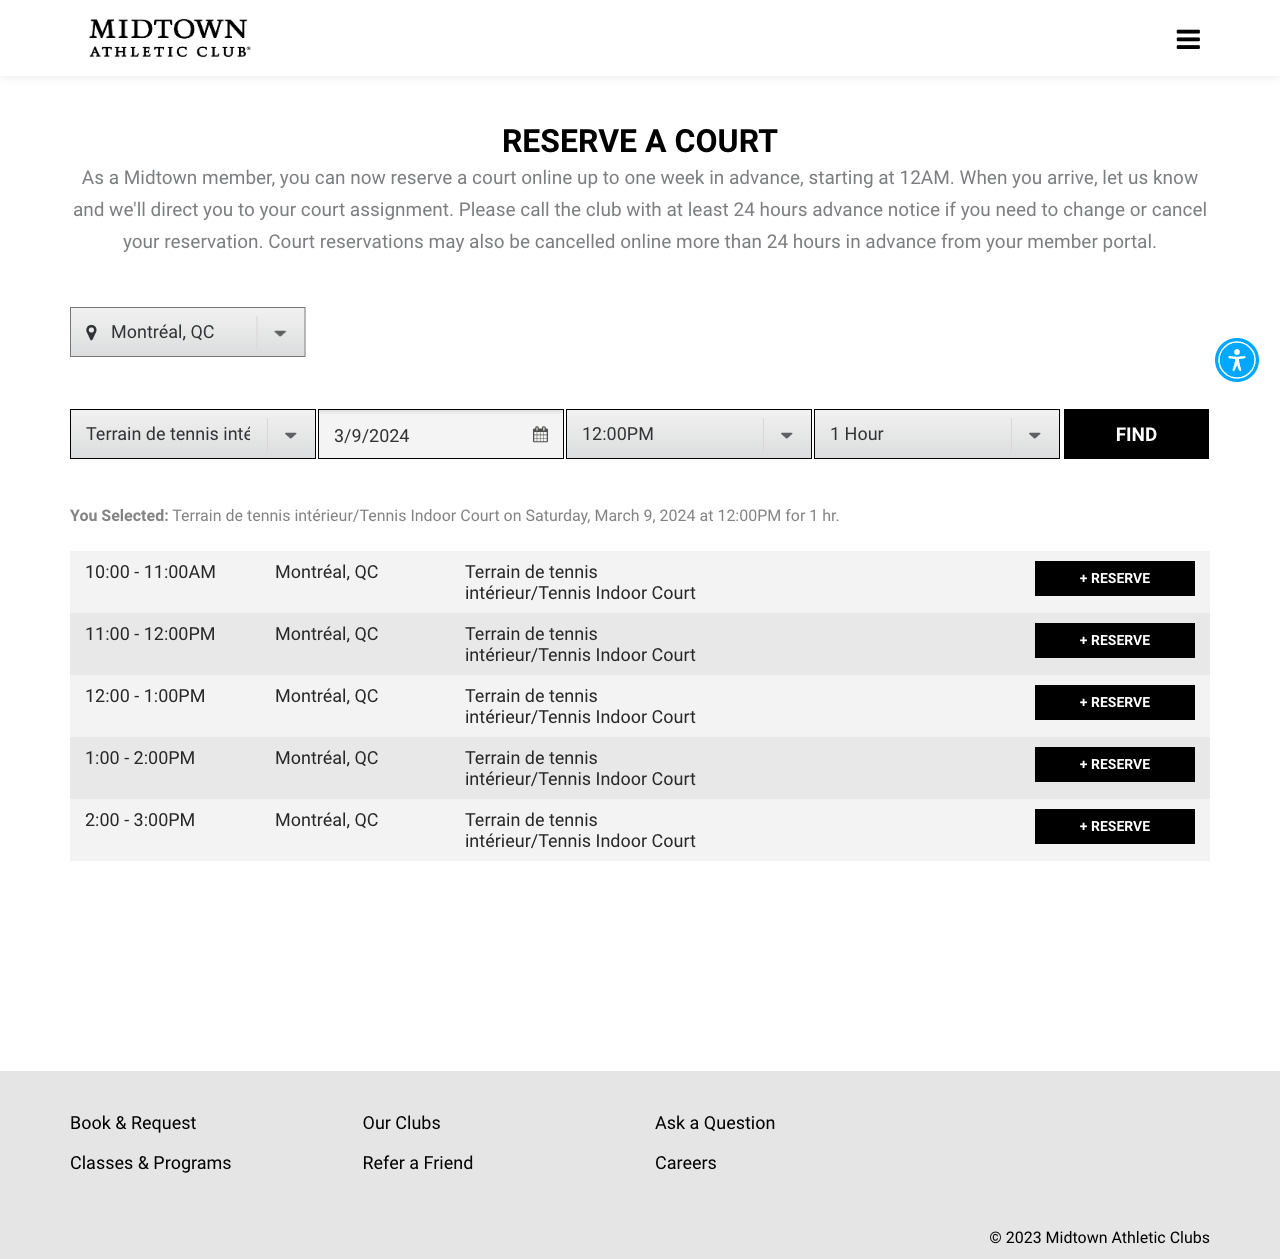 MIDTOWN
ATHLETIC CLUB®
RESERVE A COURT
As a Midtown member, you can now reserve a court online up to one week in advance, starting at 12AM. When you arrive, let us know
and we'll direct you to your court assignment. Please call the club with at least 24 hours advance notice if you need to change or cancel
your reservation. Court reservations may also be cancelled online more than 24 hours in advance from your member portal.
Montréal, QC
Terrain de tennis inté 3/9/2024 12:00PM 1 Hour FIND
You Selected: Terrain de tennis intérieur/Tennis Indoor Court on Saturday, March 9, 2024 at 12:00PM for 1 hr.
10:00 - 11:00AM Montréal, QC Terrain de tennis + RESERVE
intérieur/Tennis Indoor Court
11:00 - 12:00PM Montréal, QC Terrain de tennis + RESERVE
intérieur/Tennis Indoor Court
12:00 - 1:00PM Montréal, QC Terrain de tennis + RESERVE
intérieur/Tennis Indoor Court
1:00 - 2:00PM Montréal, QC Terrain de tennis + RESERVE
intérieur/Tennis Indoor Court
2:00 - 3:00PM Montréal, QC Terrain de tennis + RESERVE
intérieur/Tennis Indoor Court
Book & Request Our Clubs Ask a Question
Classes & Programs Refer a Friend Careers
© 2023 Midtown Athletic Clubs